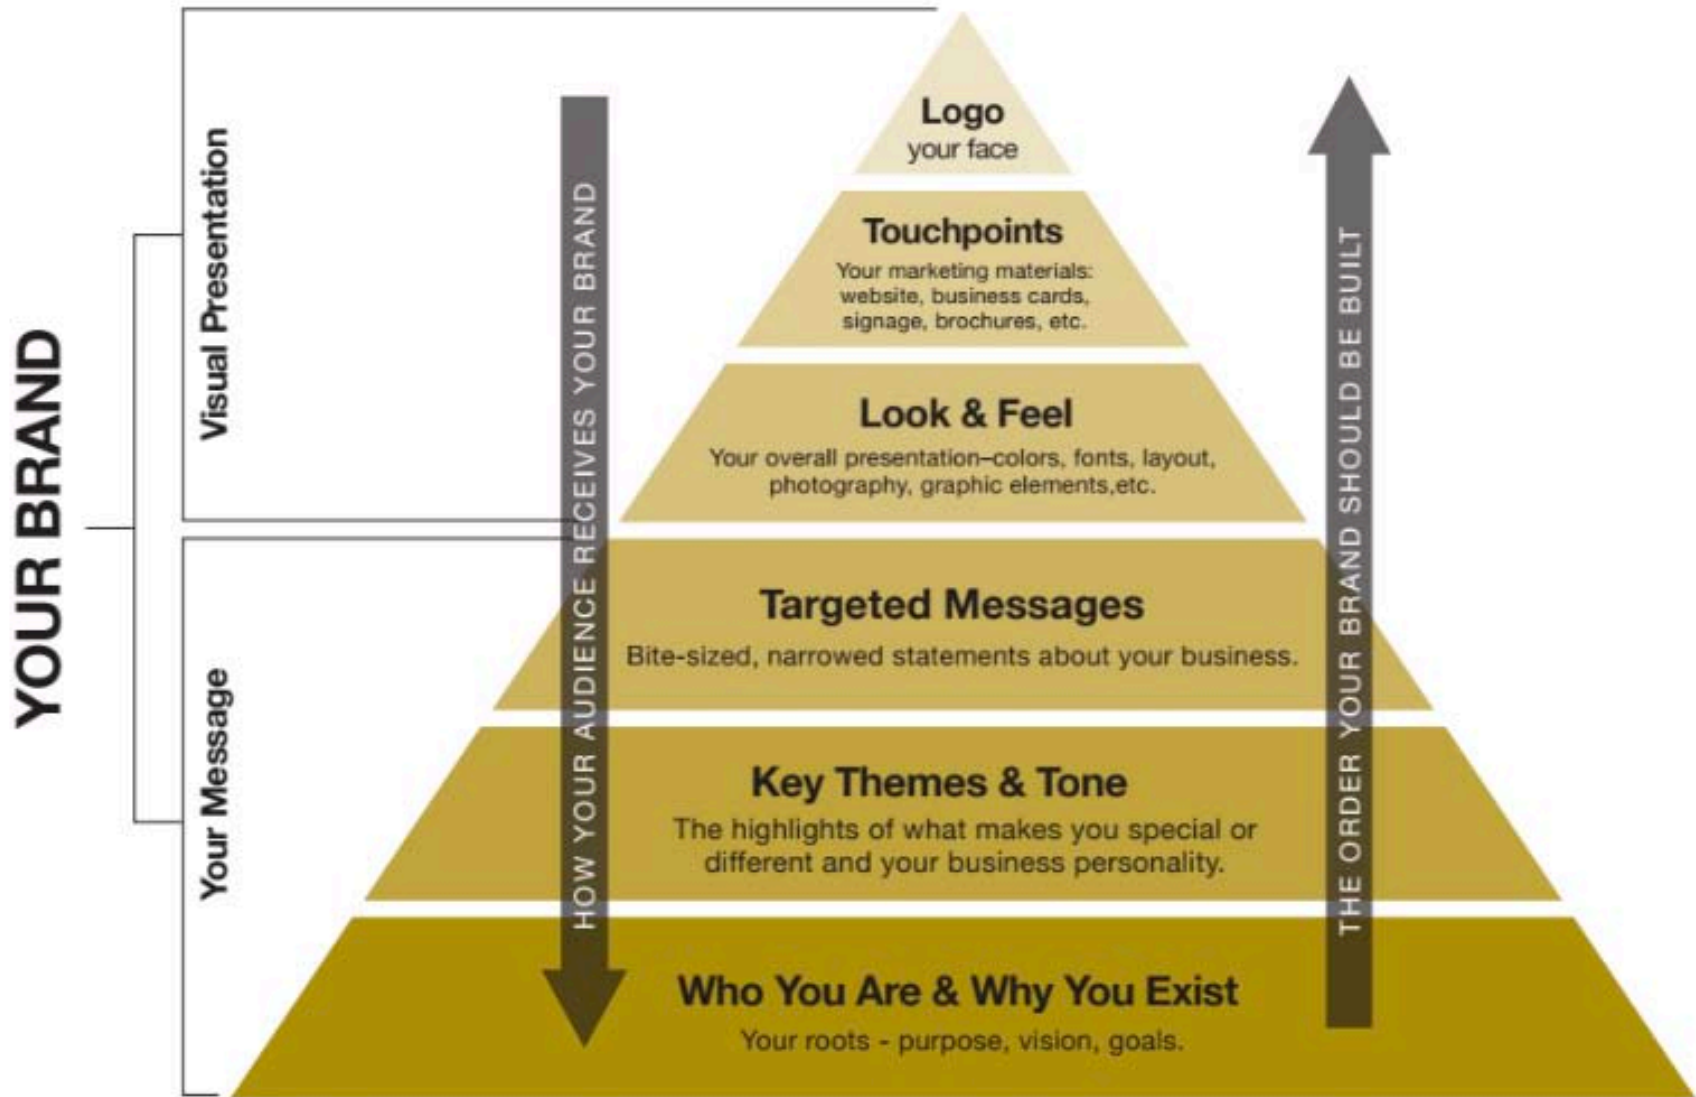 YOUR BRAND
Visual Presentation
Your Message
HOW YOUR AUDIENCE RECEIVES YOUR BRAND
Logo
your face
Touchpoints
Your marketing materials:
website, business cards,
signage, brochures, etc.
Look & Feel
Your overall presentation–colors, fonts, layout,
photography, graphic elements,etc.
Targeted Messages
Bite-sized, narrowed statements about your business.
Key Themes & Tone
The highlights of what makes you special or
different and your business personality.
Who You Are & Why You Exist
Your roots - purpose, vision, goals.
THE ORDER YOUR BRAND SHOULD BE BUILT